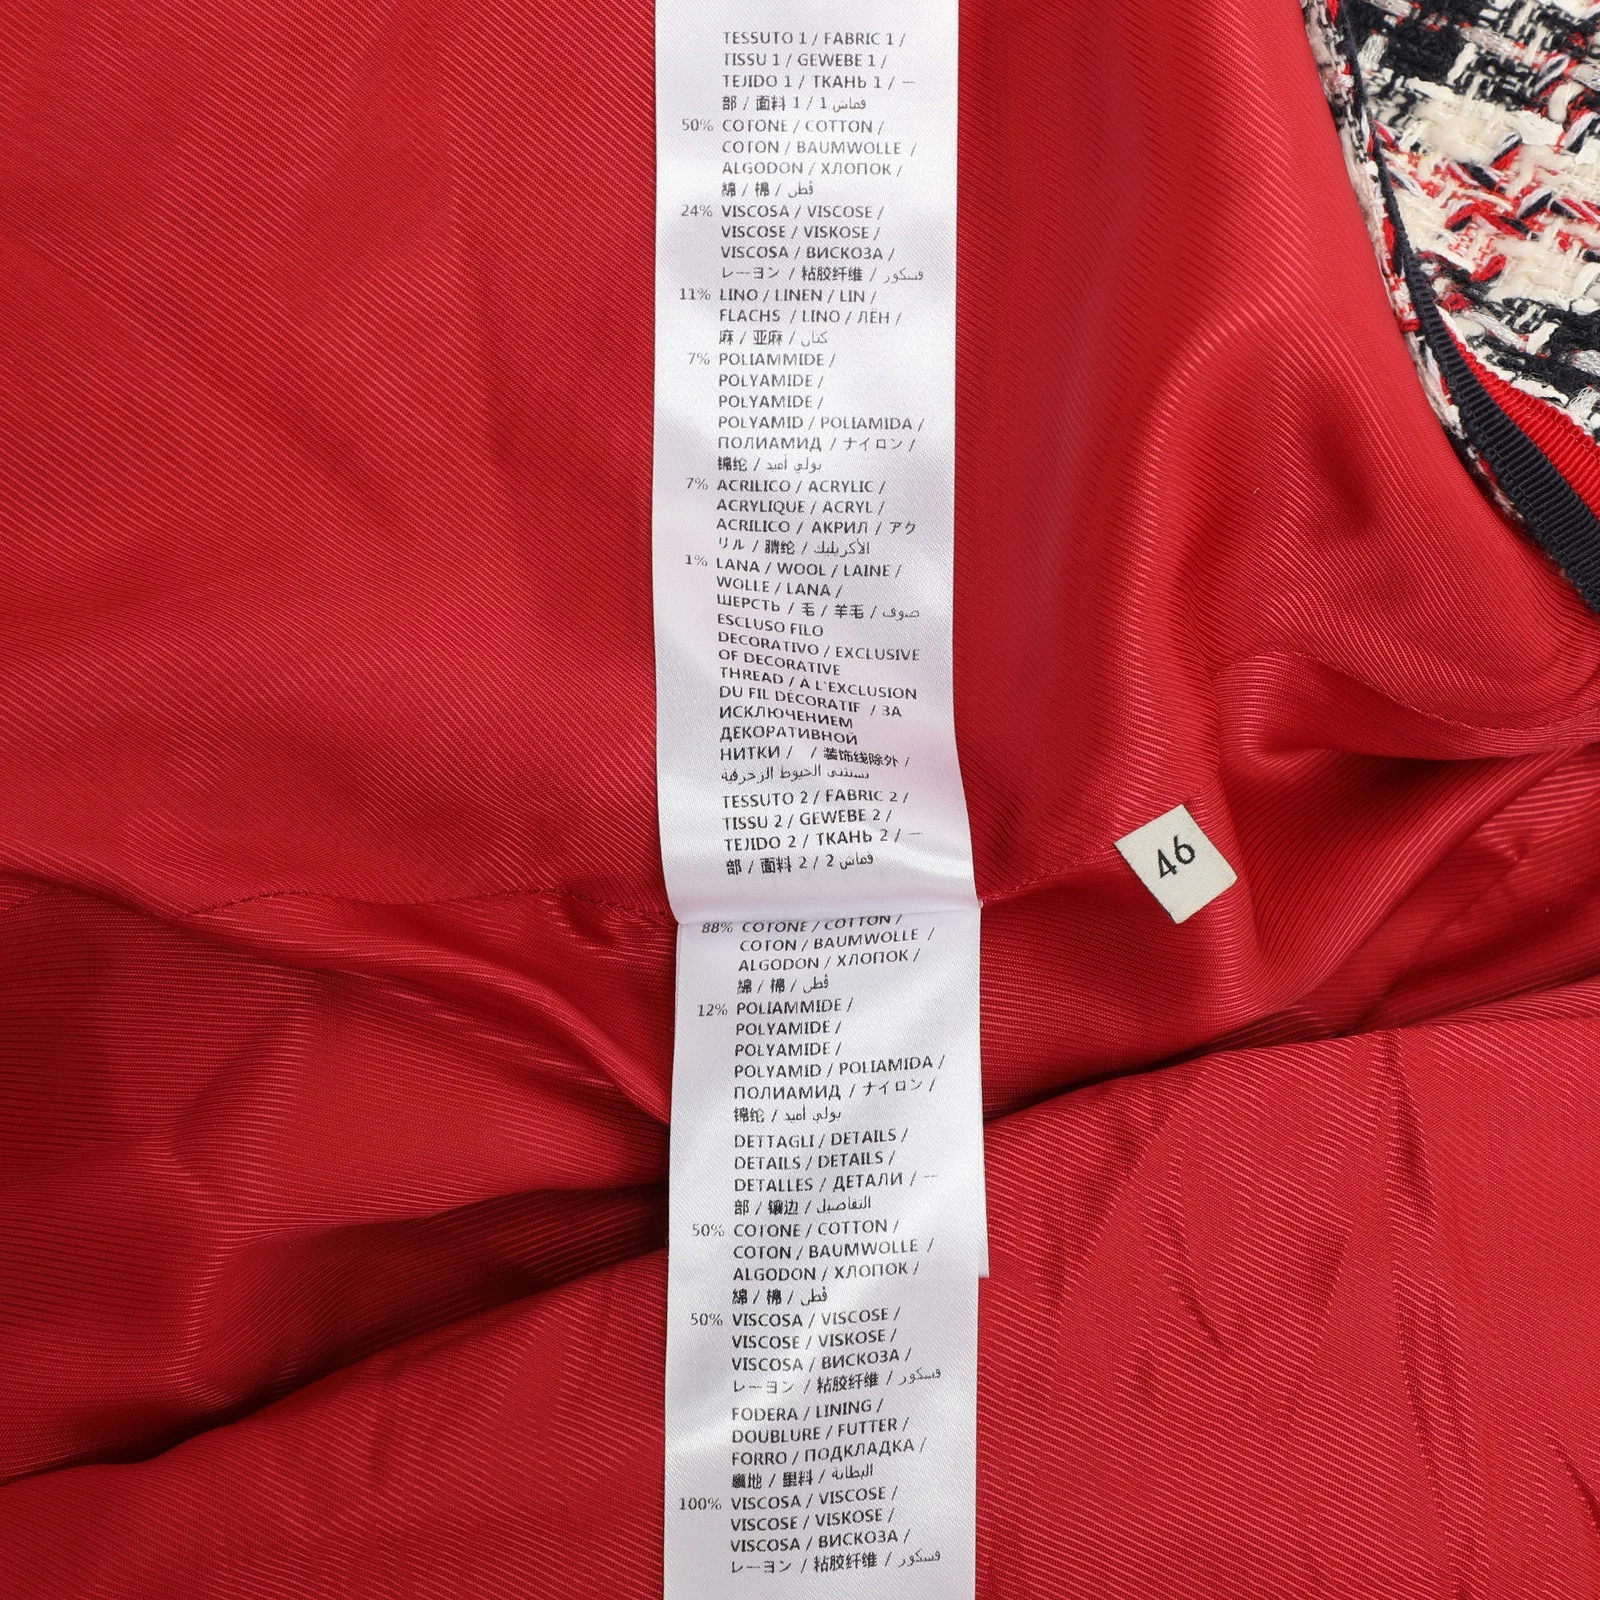 TESSUTO 1 / FABRIC 1 /
TISSU 1 / GEWEBE 1 /
TEJIDO 1 / ТКАНЬ 1 / 一
部 / 面料 1 / 1 قماش
50% COTONE / COTTON /
COTON / BAUMWOLLE /
ALGODON / ХЛОПОК /
綿 / 棉 / قطن
24% VISCOSA / VISCOSE /
VISCOSE / VISKOSE /
VISCOSA / ВИСКОЗА /
レーヨン / 粘胶纤维 / فسكور
11% LINO / LINEN / LIN /
FLACHS / LINO / ЛЁН /
麻 / 亚麻 / كتان
7% POLIAMMIDE /
POLYAMIDE /
POLYAMIDE /
POLYAMID / POLIAMIDA /
ПОЛИАМИД / ナイロン /
锦纶 / بولي أميد
7% ACRILICO / ACRYLIC /
ACRYLIQUE / ACRYL /
ACRILICO / АКРИЛ / アク
リル / 腈纶 / الأكريليك
1% LANA / WOOL / LAINE /
WOLLE / LANA /
ШЕРСТЬ / 毛 / 羊毛 / صوف
ESCLUSO FILO
DECORATIVO / EXCLUSIVE
OF DECORATIVE
THREAD / À L'EXCLUSION
DU FIL DÉCORATIF / ЗА
ИСКЛЮЧЕНИЕМ
ДЕКОРАТИВНОЙ
НИТКИ / / 装饰线除外 /
تستثنى الخيوط الزخرفية
TESSUTO 2 / FABRIC 2 /
TISSU 2 / GEWEBE 2 /
TEJIDO 2 / ТКАНЬ 2 / 一
部 / 面料 2 / 2 قماش
88% COTONE / COTTON /
COTON / BAUMWOLLE /
ALGODON / ХЛОПОК /
綿 / 棉 / قطن
12% POLIAMMIDE /
POLYAMIDE /
POLYAMIDE /
POLYAMID / POLIAMIDA /
ПОЛИАМИД / ナイロン /
锦纶 / بولي أميد
DETTAGLI / DETAILS /
DETAILS / DETAILS /
DETALLES / ДЕТАЛИ / 一
部 / 镶边 / التفاصيل
50% COTONE / COTTON /
COTON / BAUMWOLLE /
ALGODON / ХЛОПОК /
綿 / 棉 / قطن
50% VISCOSA / VISCOSE /
VISCOSE / VISKOSE /
VISCOSA / ВИСКОЗА /
レーヨン / 粘胶纤维 / فسكور
FODERA / LINING /
DOUBLURE / FUTTER /
FORRO / ПОДКЛАДКА /
裏地 / 里料 / البطانة
100% VISCOSA / VISCOSE /
VISCOSE / VISKOSE /
VISCOSA / ВИСКОЗА /
レーヨン / 粘胶纤维 / فسكور
46